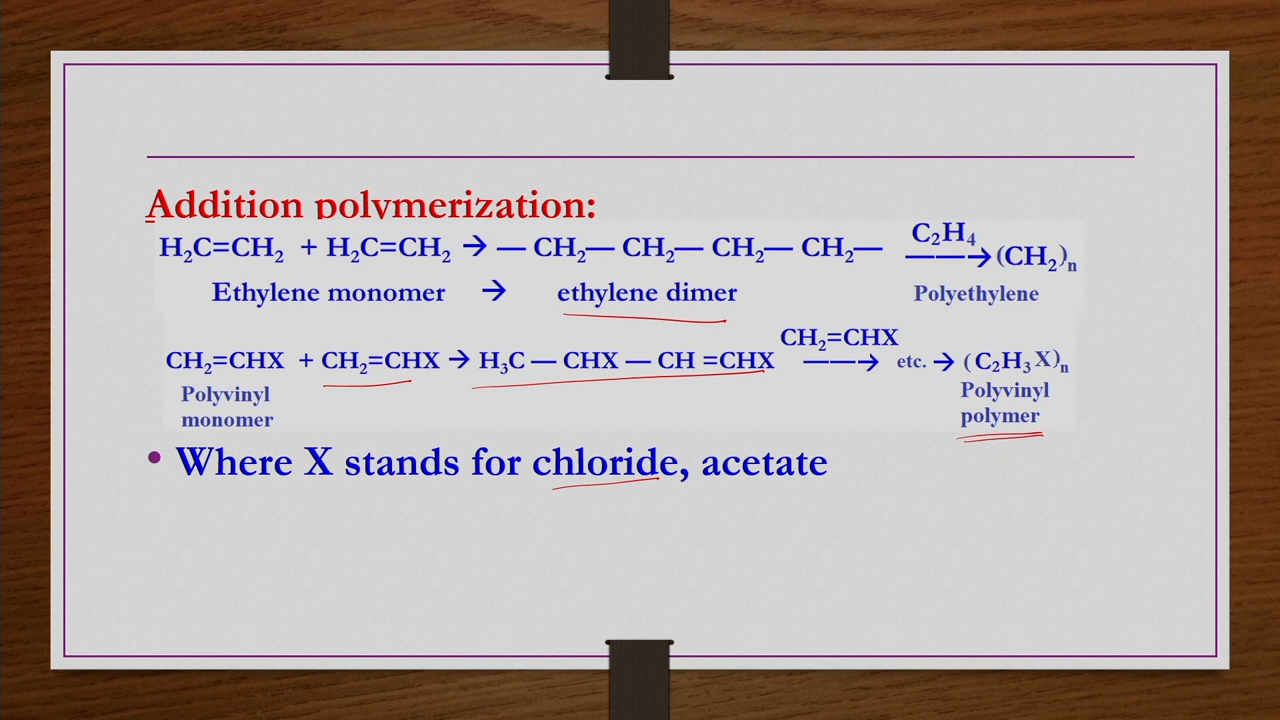 Addition polymerization:
H₂C=CH₂ + H₂C=CH₂ → — CH₂— CH₂— CH₂— CH₂— C₂H₄ ——→ (CH₂)ₙ
Ethylene monomer → ethylene dimer Polyethylene
CH₂=CHX
CH₂=CHX + CH₂=CHX → H₃C — CHX — CH =CHX ——→ etc. → (C₂H₃ X)ₙ
Polyvinyl Polyvinyl
monomer polymer
• Where X stands for chloride, acetate